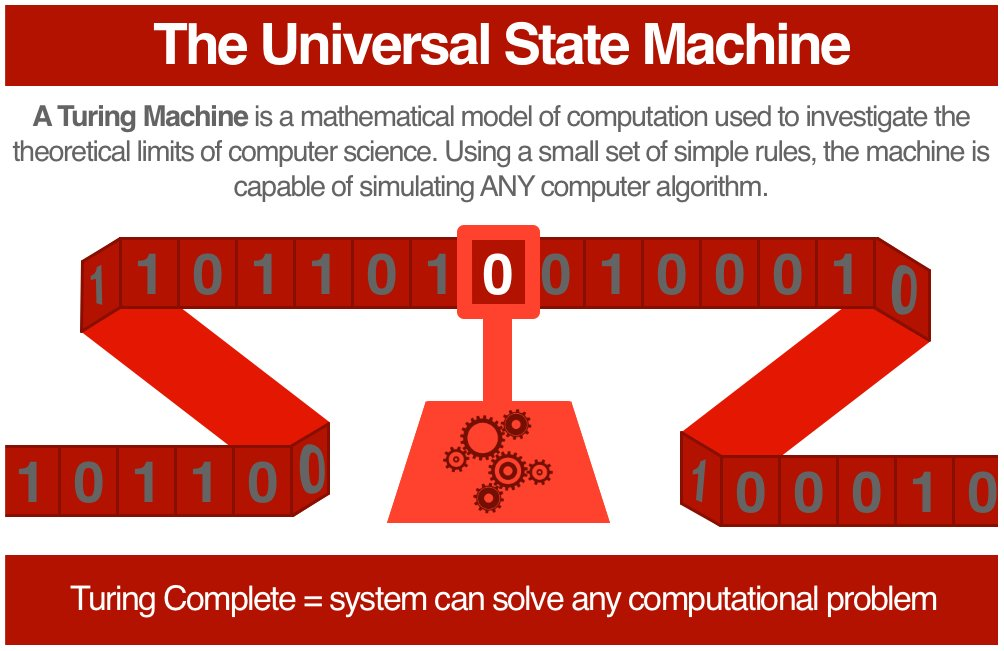 The Universal State Machine
A Turing Machine is a mathematical model of computation used to investigate the
theoretical limits of computer science. Using a small set of simple rules, the machine is
capable of simulating ANY computer algorithm.
1 1 0 1 1 0 1 0 0 1 0 0 0 1 0
1 0 1 1 0 0 1 0 0 0 1 0
Turing Complete = system can solve any computational problem